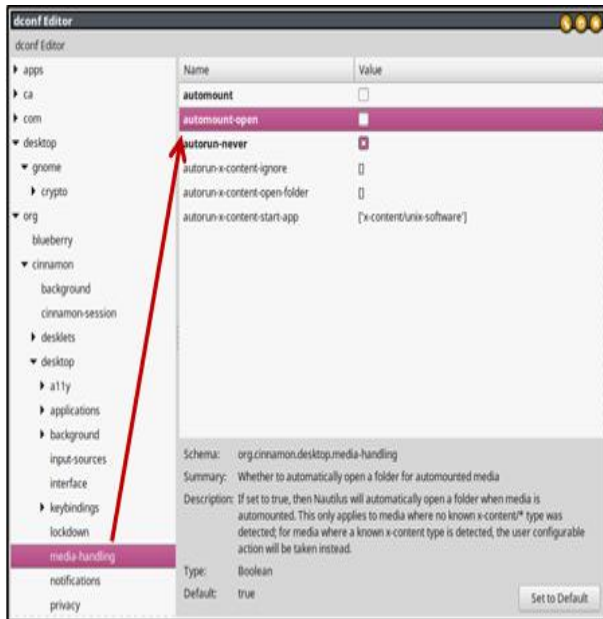 dconf Editor
dconf Editor
apps
ca
com
desktop
gnome
crypto
org
blueberry
cinnamon
background
cinnamon-session
desklets
desktop
a11y
applications
background
input-sources
interface
keybindings
lockdown
media-handling
notifications
privacy
Name Value
automount
automount-open
autorun-never
autorun-x-content-ignore []
autorun-x-content-open-folder []
autorun-x-content-start-app ['x-content/unix-software']
Schema: org.cinnamon.desktop.media-handling
Summary: Whether to automatically open a folder for automounted media
Description: If set to true, then Nautilus will automatically open a folder when media is
automounted. This only applies to media where no known x-content/* type was
detected; for media where a known x-content type is detected, the user configurable
action will be taken instead.
Type: Boolean
Default: true
Set to Default